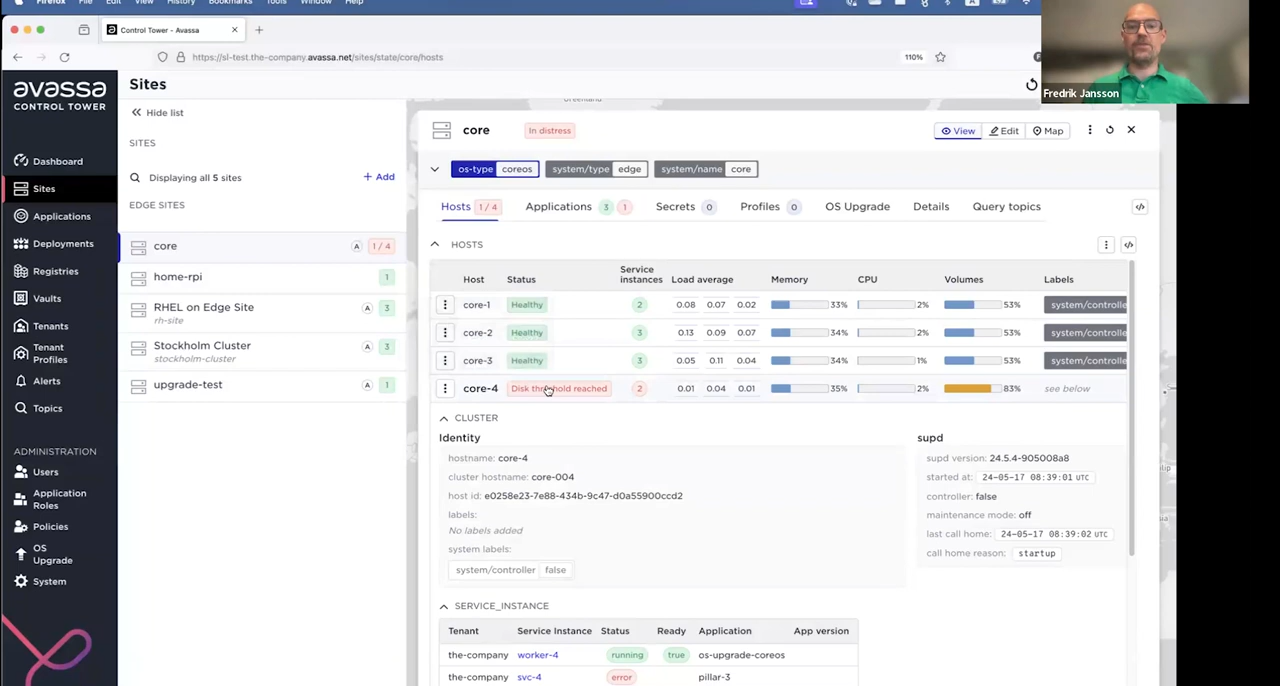 Firefox File Edit View History Bookmarks Tools Window Help
Control Tower - Avassa
https://sl-test.the-company.avassa.net/sites/state/core/hosts
110%
Fredrik Jansson
avassa
CONTROL TOWER
Dashboard
Sites
Applications
Deployments
Registries
Vaults
Tenants
Tenant
Profiles
Alerts
Topics
ADMINISTRATION
Users
Application
Roles
Policies
OS
Upgrade
System
Sites
Hide list
SITES
Displaying all 5 sites
+ Add
EDGE SITES
core A 1 / 4
home-rpi 1
RHEL on Edge Site A 3
rh-site
Stockholm Cluster A 3
stockholm-cluster
upgrade-test A 1
Greenland
core In distress View Edit Map
os-type coreos system/type edge system/name core
Hosts 1 / 4 Applications 3 1 Secrets 0 Profiles 0 OS Upgrade Details Query topics
HOSTS
Host Status Service instances Load average Memory CPU Volumes Labels
core-1 Healthy 2 0.08 0.07 0.02 33% 2% 53% system/controlle
core-2 Healthy 3 0.13 0.09 0.07 34% 2% 53% system/controlle
core-3 Healthy 3 0.05 0.11 0.04 34% 1% 53% system/controlle
core-4 Disk threshold reached 2 0.01 0.04 0.01 35% 2% 83% see below
CLUSTER
Identity
hostname: core-4
cluster hostname: core-004
host id: e0258e23-7e88-434b-9c47-d0a55900ccd2
labels:
No labels added
system labels:
system/controller false
supd
supd version: 24.5.4-905008a8
started at: 24-05-17 08:39:01 UTC
controller: false
maintenance mode: off
last call home: 24-05-17 08:39:02 UTC
call home reason: startup
SERVICE_INSTANCE
Tenant Service Instance Status Ready Application App version
the-company worker-4 running true os-upgrade-coreos
the-company svc-4 error pillar-3